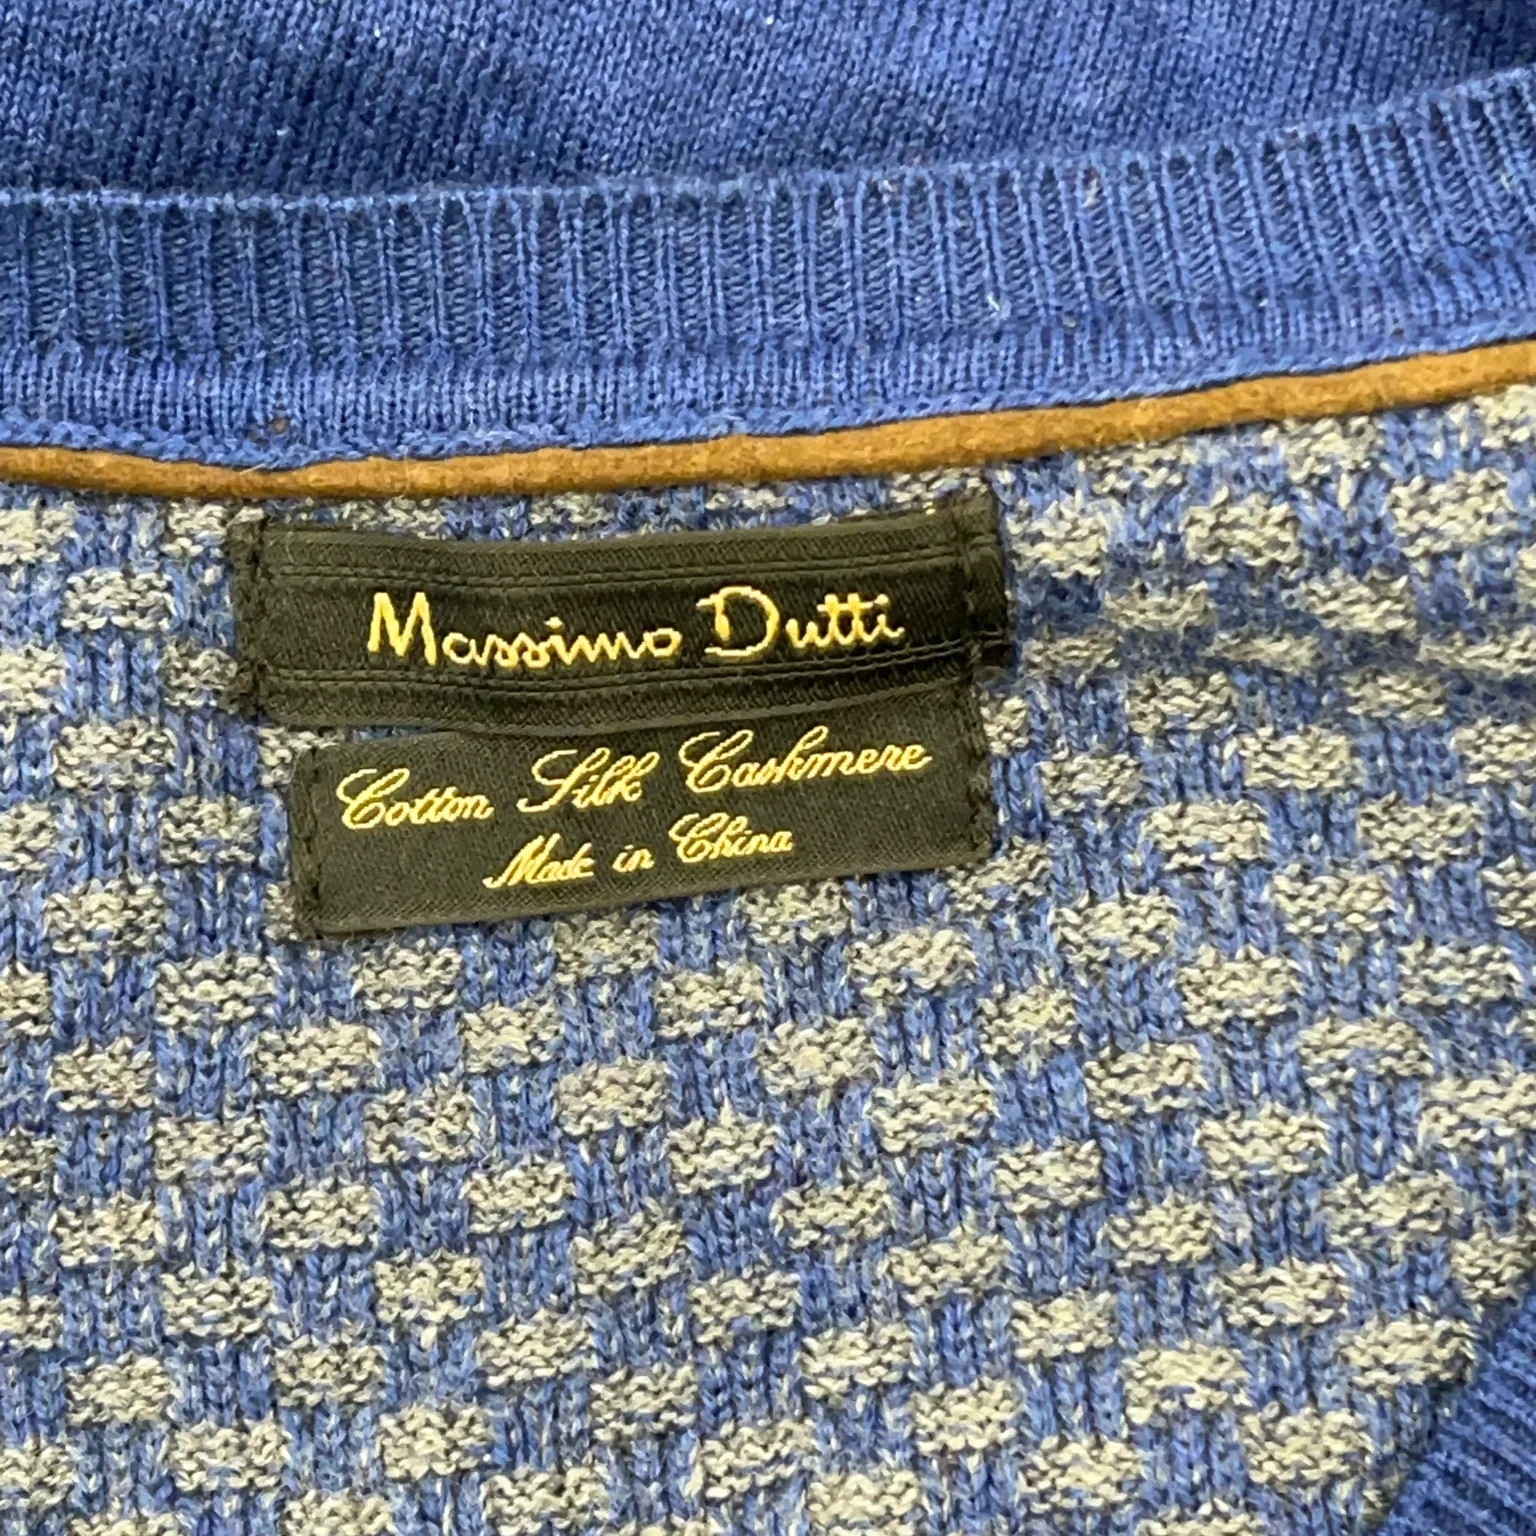 Massimo Dutti
Cotton Silk Cashmere
Made in China